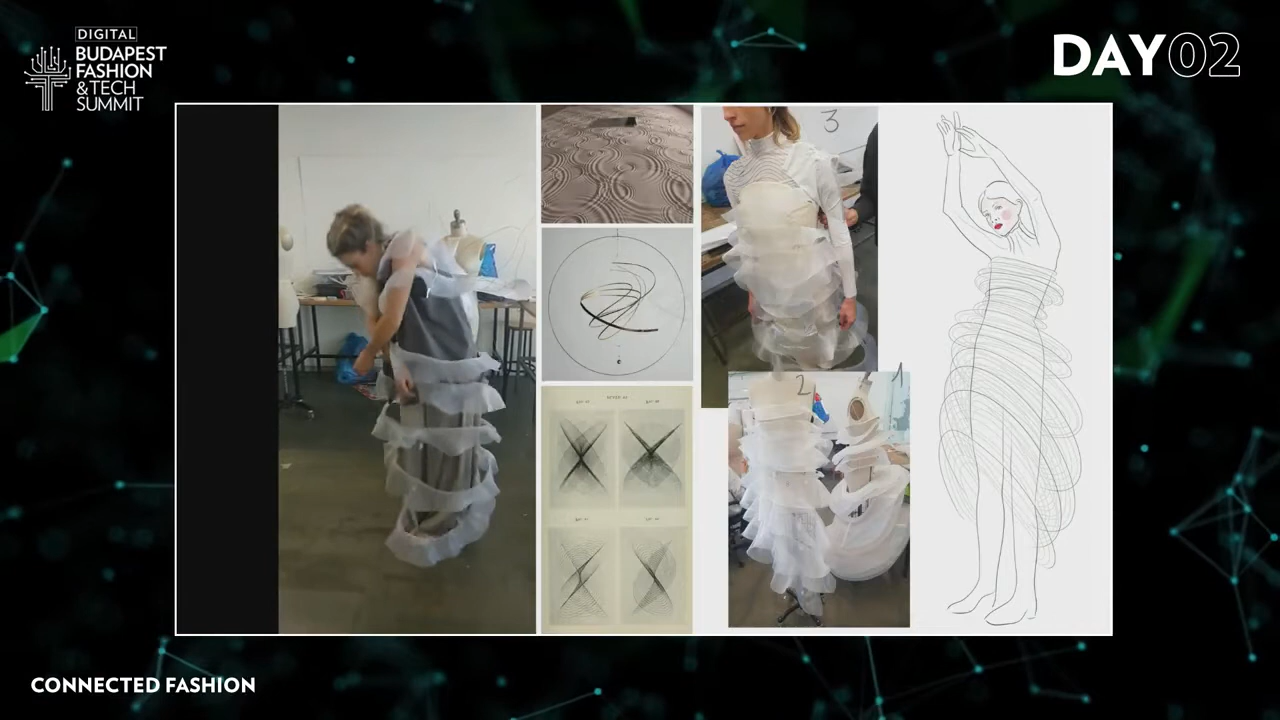 DIGITAL
BUDAPEST
FASHION
&TECH
SUMMIT
DAY02
3
2
1
CONNECTED FASHION